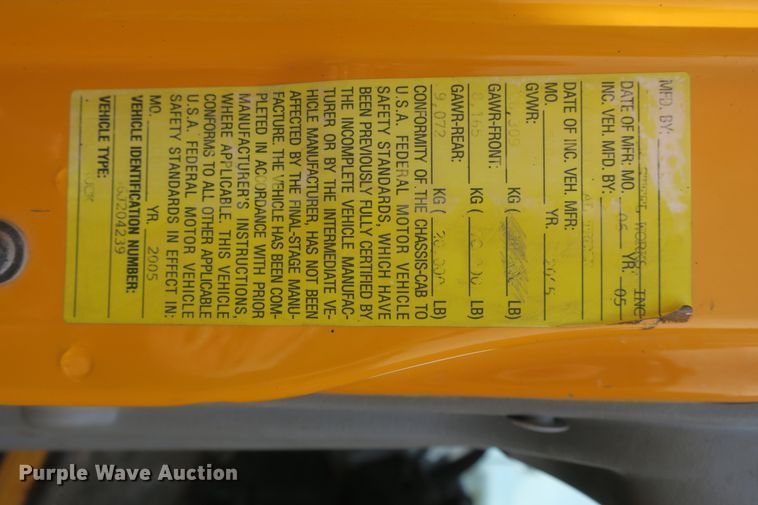 MFD. BY:
WORKS, INC
DATE OF MFR: MO. 06 YR. 05
INC. VEH. MFD. BY:
DATE OF INC. VEH. MFR:
MO. YR. 2005
GVWR:
KG ( LB)
GAWR-FRONT:
KG ( LB)
GAWR-REAR:
9,072 KG ( LB)
CONFORMITY OF THE CHASSIS-CAB TO
U.S.A. FEDERAL MOTOR VEHICLE
SAFETY STANDARDS, WHICH HAVE
BEEN PREVIOUSLY FULLY CERTIFIED BY
THE INCOMPLETE VEHICLE MANUFAC-
TURER OR BY THE INTERMEDIATE VE-
HICLE MANUFACTURER, HAS NOT BEEN
AFFECTED BY THE FINAL-STAGE MANU-
FACTURE. THE VEHICLE HAS BEEN COM-
PLETED IN ACCORDANCE WITH PRIOR
MANUFACTURER'S INSTRUCTIONS,
WHERE APPLICABLE. THIS VEHICLE
CONFORMS TO ALL OTHER APPLICABLE
U.S.A. FEDERAL MOTOR VEHICLE
SAFETY STANDARDS IN EFFECT IN:
MO. YR. 2005
VEHICLE IDENTIFICATION NUMBER:
VEHICLE TYPE:
Purple Wave Auction